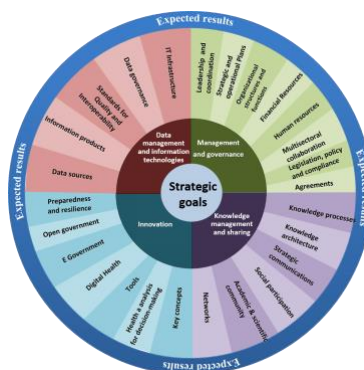 Expected results
Expected results
Expected results
Expected results
Strategic
goals
Data
management
and information
technologies
Management
and governance
Innovation
Knowledge
management
and sharing
Leadership and
coordination
Strategic and
operational Plans
Organizational
structures and
functions
Financial Resources
Human resources
Multisectoral
collaboration
Legislation, policy
and compliance
Agreements
Knowledge processes
Knowledge
architecture
Strategic
communications
Social participation
Academic & scientific
community
Networks
Key concepts
Health a analysis
for decision-making
Tools
Digital Health
E Government
Open government
Preparedness
and resilience
Data sources
Information products
Standards for
Quality and
Interoperability
Data governance
IT Infrastructure